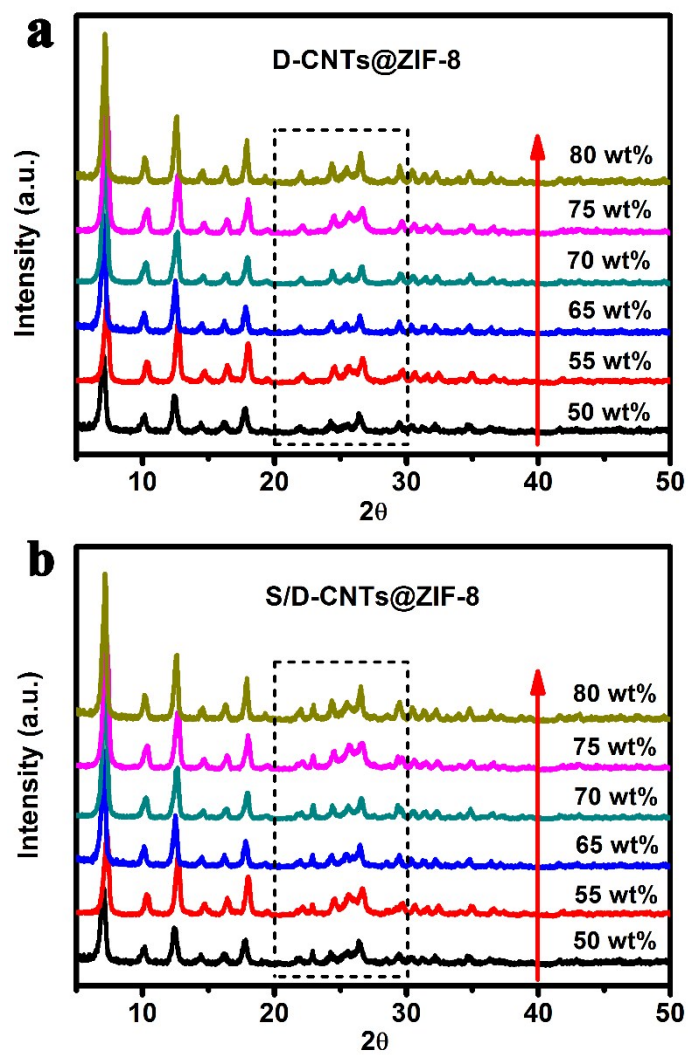 a
D-CNTs@ZIF-8
80 wt%
75 wt%
70 wt%
65 wt%
55 wt%
50 wt%
Intensity (a.u.)
10 20 30 40 50
2θ
b
S/D-CNTs@ZIF-8
80 wt%
75 wt%
70 wt%
65 wt%
55 wt%
50 wt%
Intensity (a.u.)
10 20 30 40 50
2θ